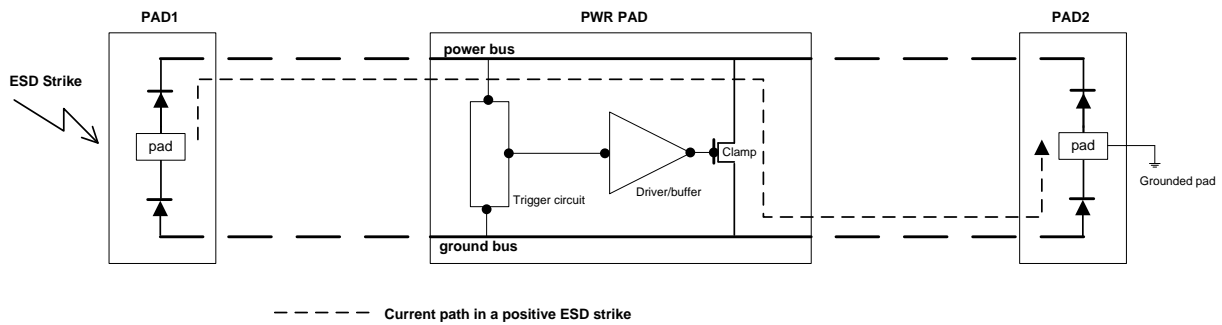 PAD1
PWR PAD
PAD2
power bus
ESD Strike
pad
Clamp
pad
Trigger circuit
Driver/buffer
Grounded pad
ground bus
Current path in a positive ESD strike